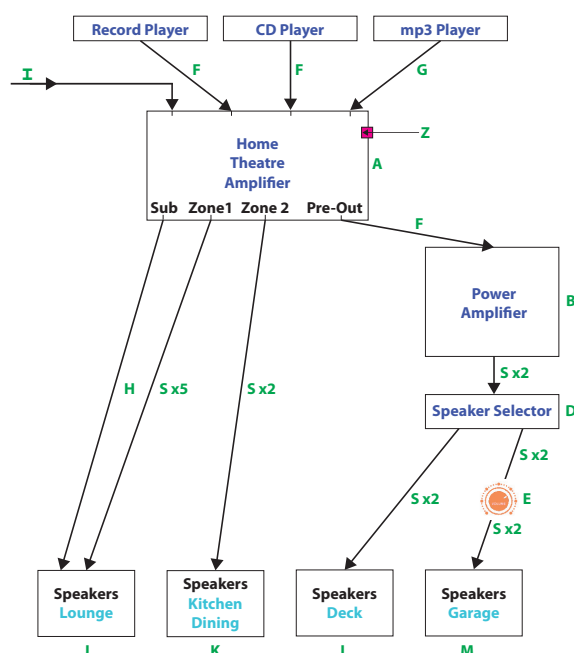 Record Player
CD Player
mp3 Player
I
F
F
G
Z
Home
Theatre
Amplifier
A
Sub Zone1 Zone 2 Pre-Out
F
Power
Amplifier
B
S x2
H
S x5
S x2
Speaker Selector
D
S x2
S x2
E
S x2
Speakers
Lounge
Speakers
Kitchen
Dining
Speakers
Deck
Speakers
Garage
K
M